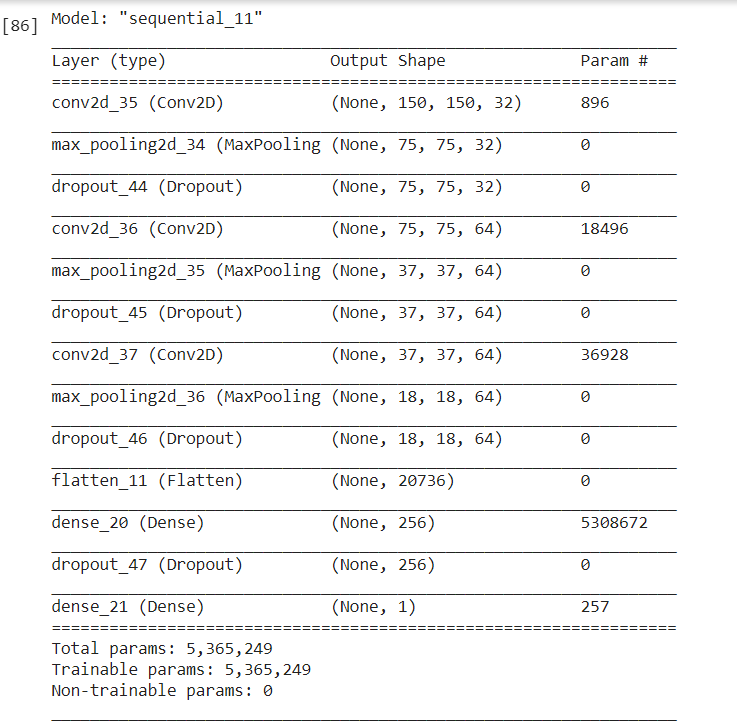 [86] Model: "sequential_11"
_________________________________________________________________
Layer (type)                 Output Shape              Param #
=================================================================
conv2d_35 (Conv2D)           (None, 150, 150, 32)      896
_________________________________________________________________
max_pooling2d_34 (MaxPooling (None, 75, 75, 32)        0
_________________________________________________________________
dropout_44 (Dropout)         (None, 75, 75, 32)        0
_________________________________________________________________
conv2d_36 (Conv2D)           (None, 75, 75, 64)        18496
_________________________________________________________________
max_pooling2d_35 (MaxPooling (None, 37, 37, 64)        0
_________________________________________________________________
dropout_45 (Dropout)         (None, 37, 37, 64)        0
_________________________________________________________________
conv2d_37 (Conv2D)           (None, 37, 37, 64)        36928
_________________________________________________________________
max_pooling2d_36 (MaxPooling (None, 18, 18, 64)        0
_________________________________________________________________
dropout_46 (Dropout)         (None, 18, 18, 64)        0
_________________________________________________________________
flatten_11 (Flatten)         (None, 20736)             0
_________________________________________________________________
dense_20 (Dense)             (None, 256)               5308672
_________________________________________________________________
dropout_47 (Dropout)         (None, 256)               0
_________________________________________________________________
dense_21 (Dense)             (None, 1)                 257
=================================================================
Total params: 5,365,249
Trainable params: 5,365,249
Non-trainable params: 0
_________________________________________________________________